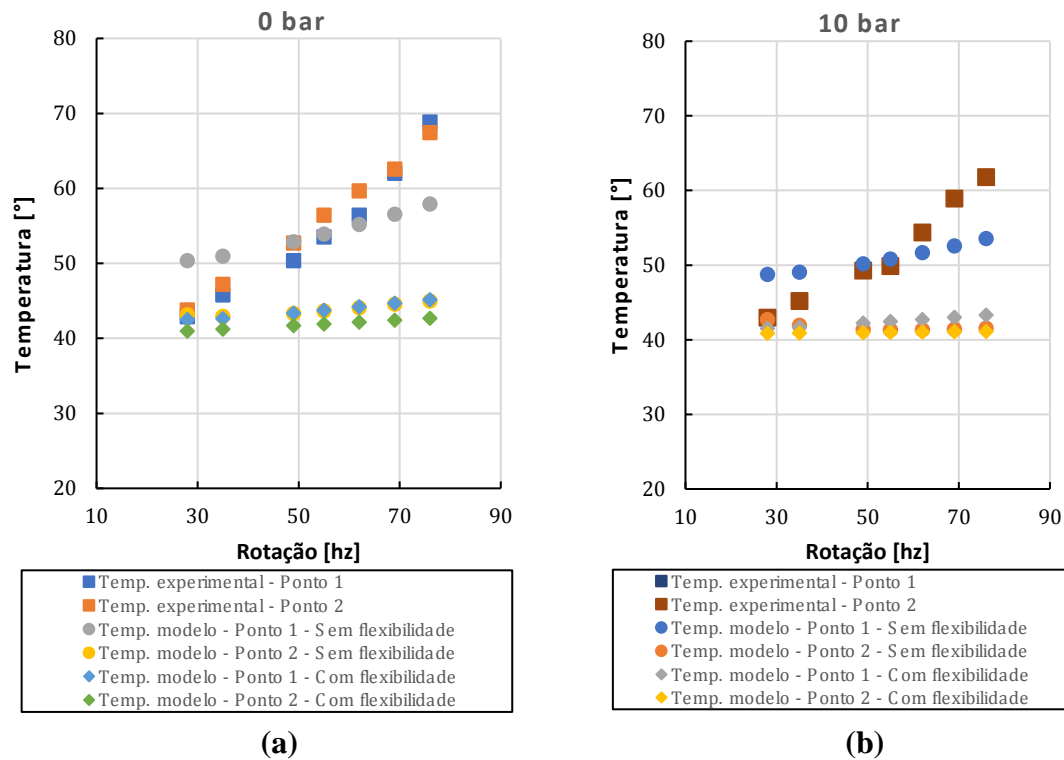 0 bar
80
70
60
50
40
30
20
10 30 50 70 90
Temperatura [°]
Rotação [hz]
Temp. experimental - Ponto 1
Temp. experimental - Ponto 2
Temp. modelo - Ponto 1 - Sem flexibilidade
Temp. modelo - Ponto 2 - Sem flexibilidade
Temp. modelo - Ponto 1 - Com flexibilidade
Temp. modelo - Ponto 2 - Com flexibilidade
(a)
10 bar
80
70
60
50
40
30
20
10 30 50 70 90
Temperatura [°]
Rotação [hz]
Temp. experimental - Ponto 1
Temp. experimental - Ponto 2
Temp. modelo - Ponto 1 - Sem flexibilidade
Temp. modelo - Ponto 2 - Sem flexibilidade
Temp. modelo - Ponto 1 - Com flexibilidade
Temp. modelo - Ponto 2 - Com flexibilidade
(b)